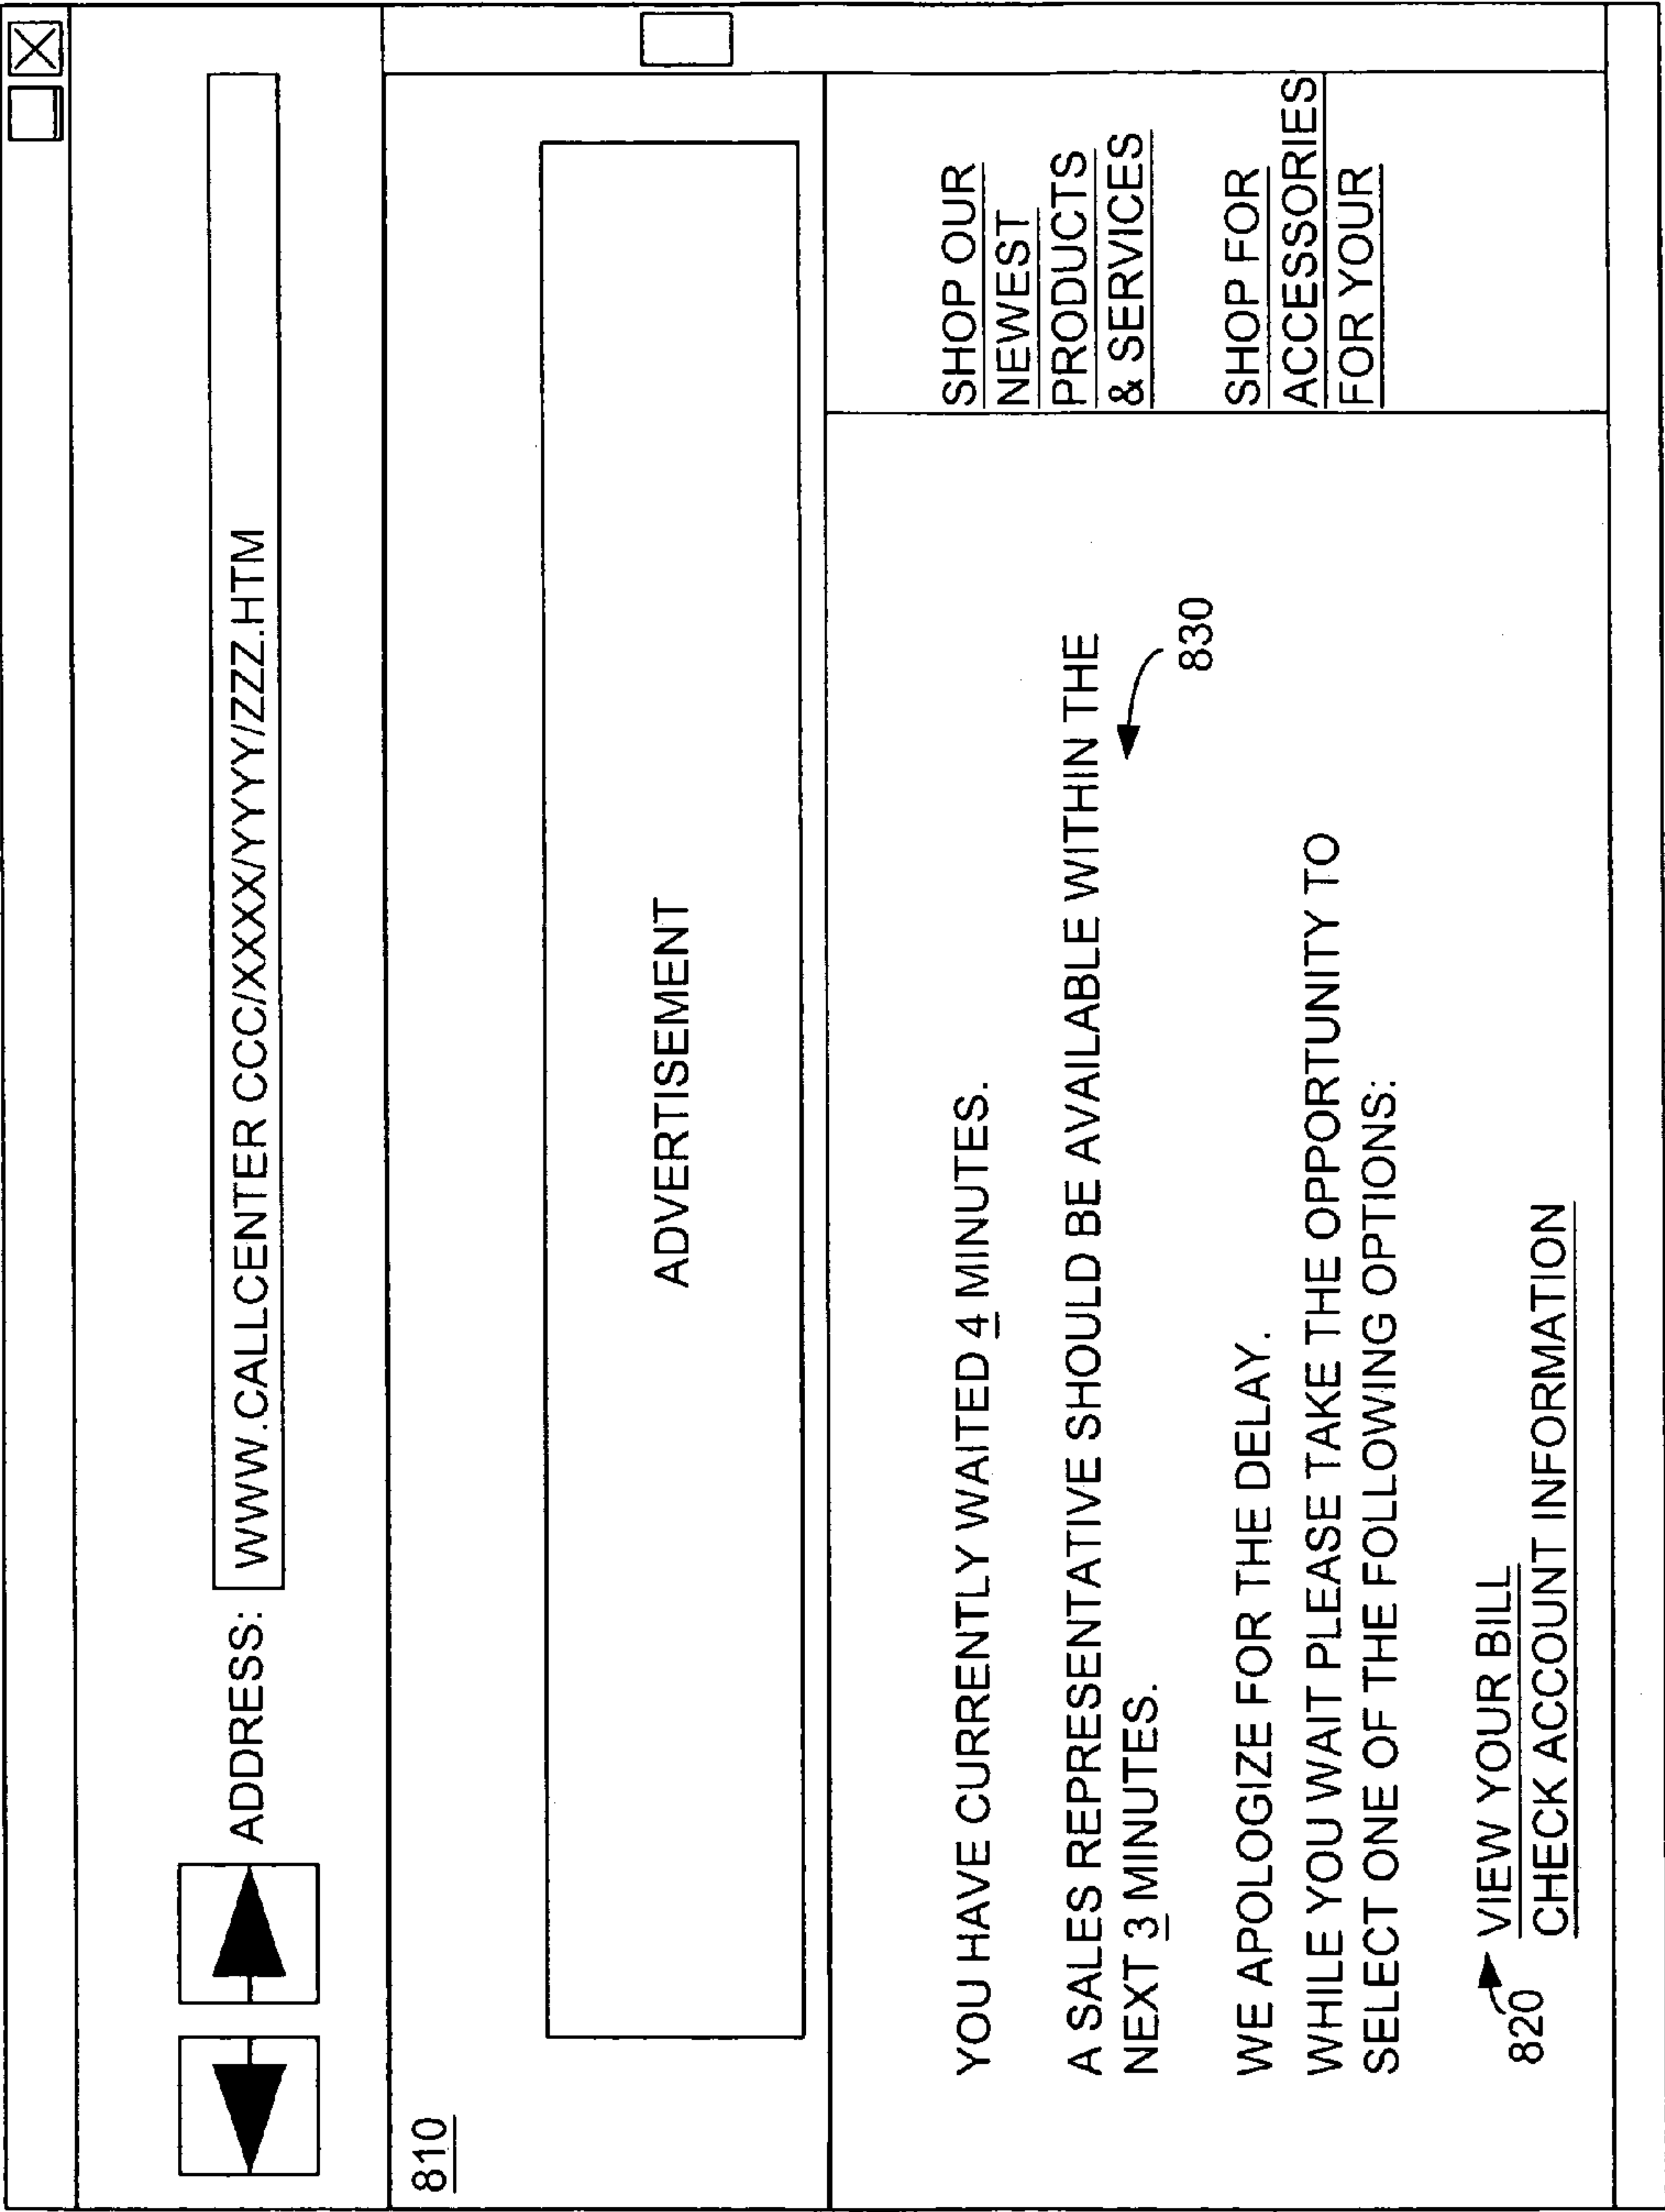 ADDRESS: WWW.CALLCENTER CCC/XXXX/YYYY/ZZZ.HTM
810
ADVERTISEMENT
YOU HAVE CURRENTLY WAITED 4 MINUTES.
A SALES REPRESENTATIVE SHOULD BE AVAILABLE WITHIN THE
NEXT 3 MINUTES.
830
WE APOLOGIZE FOR THE DELAY.
WHILE YOU WAIT PLEASE TAKE THE OPPORTUNITY TO
SELECT ONE OF THE FOLLOWING OPTIONS:
820
VIEW YOUR BILL
CHECK ACCOUNT INFORMATION
SHOP OUR
NEWEST
PRODUCTS
& SERVICES
SHOP FOR
ACCESSORIES
FOR YOUR